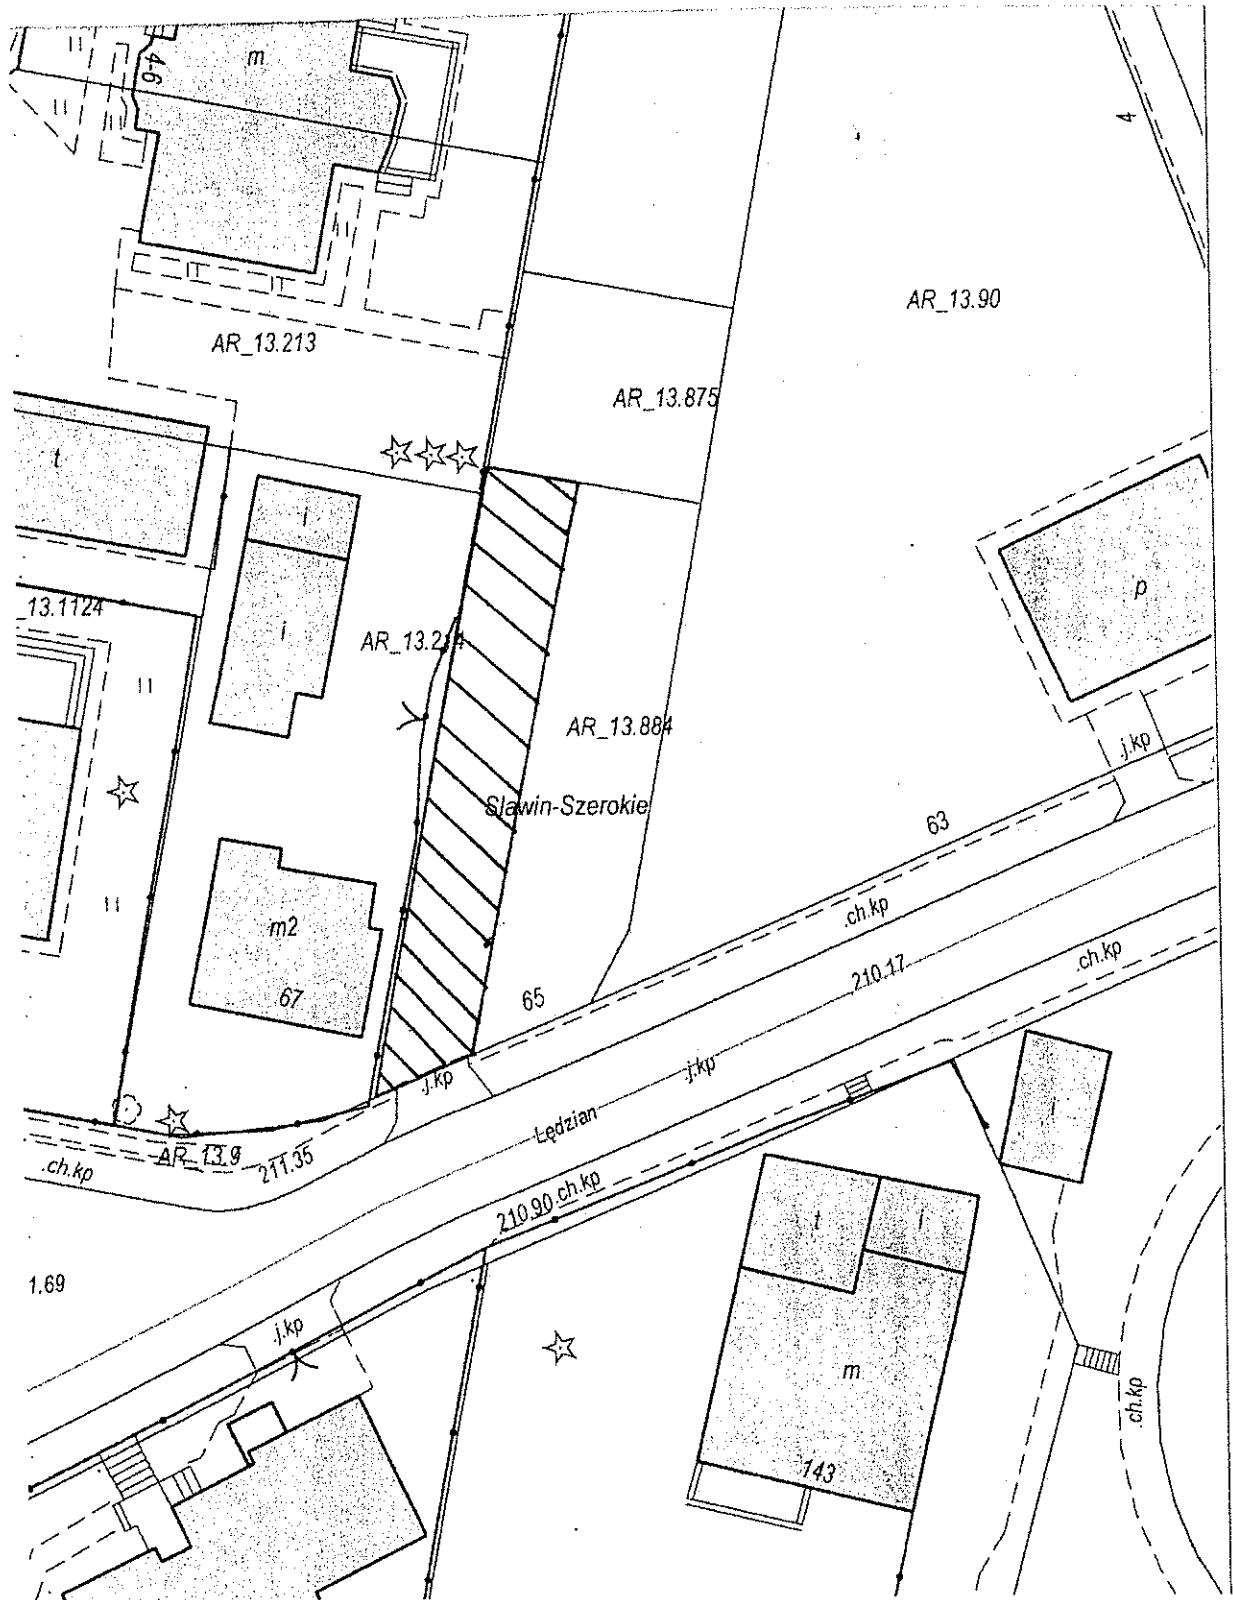 m
4-6
4
AR_13.90
AR_13.213
AR_13.875
t
i
p
_13.1124
i
AR_13.214
AR_13.884
.j.kp
Sławin-Szerokie
63
.ch.kp
m2
210.17
.ch.kp
67
65
.j.kp
.j.kp
i
Lędzian
AR_13.9
211.35
.ch.kp
210.90
.ch.kp
t
i
1.69
.j.kp
m
.ch.kp
143